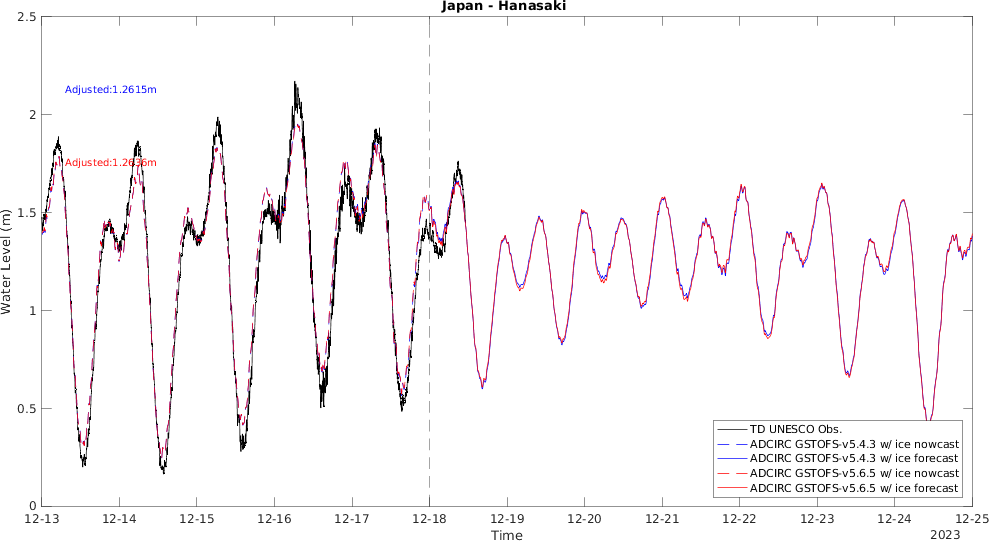 Japan - Hanasaki
2.5
2
1.5
1
0.5
0
Water Level (m)
Adjusted:1.2615m
Adjusted:1.2636m
TD UNESCO Obs.
ADCIRC GSTOFS-v5.4.3 w/ ice nowcast
ADCIRC GSTOFS-v5.4.3 w/ ice forecast
ADCIRC GSTOFS-v5.6.5 w/ ice nowcast
ADCIRC GSTOFS-v5.6.5 w/ ice forecast
12-13 12-14 12-15 12-16 12-17 12-18 12-19 12-20 12-21 12-22 12-23 12-24 12-25
Time
2023